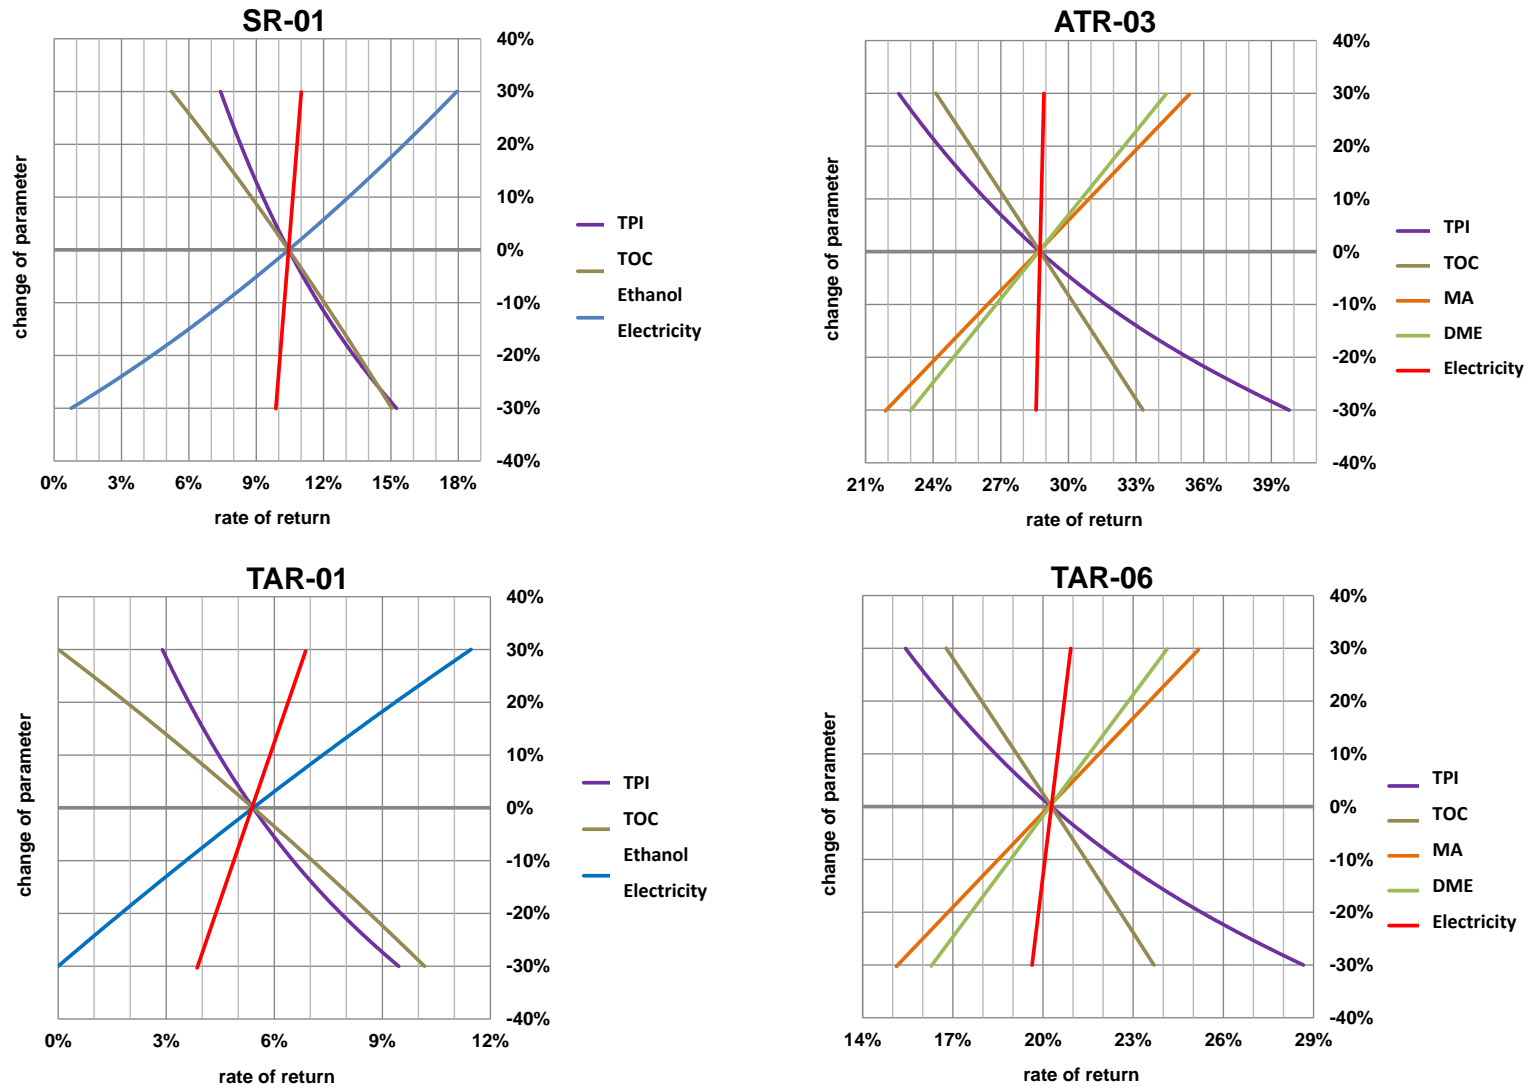 SR-01
40%
30%
20%
10%
0%
-10%
-20%
-30%
-40%
change of parameter
0% 3% 6% 9% 12% 15% 18%
rate of return
TPI
TOC
Ethanol
Electricity
ATR-03
40%
30%
20%
10%
0%
-10%
-20%
-30%
-40%
change of parameter
21% 24% 27% 30% 33% 36% 39%
rate of return
TPI
TOC
MA
DME
Electricity
TAR-01
40%
30%
20%
10%
0%
-10%
-20%
-30%
-40%
change of parameter
0% 3% 6% 9% 12%
rate of return
TPI
TOC
Ethanol
Electricity
TAR-06
40%
30%
20%
10%
0%
-10%
-20%
-30%
-40%
change of parameter
14% 17% 20% 23% 26% 29%
rate of return
TPI
TOC
MA
DME
Electricity